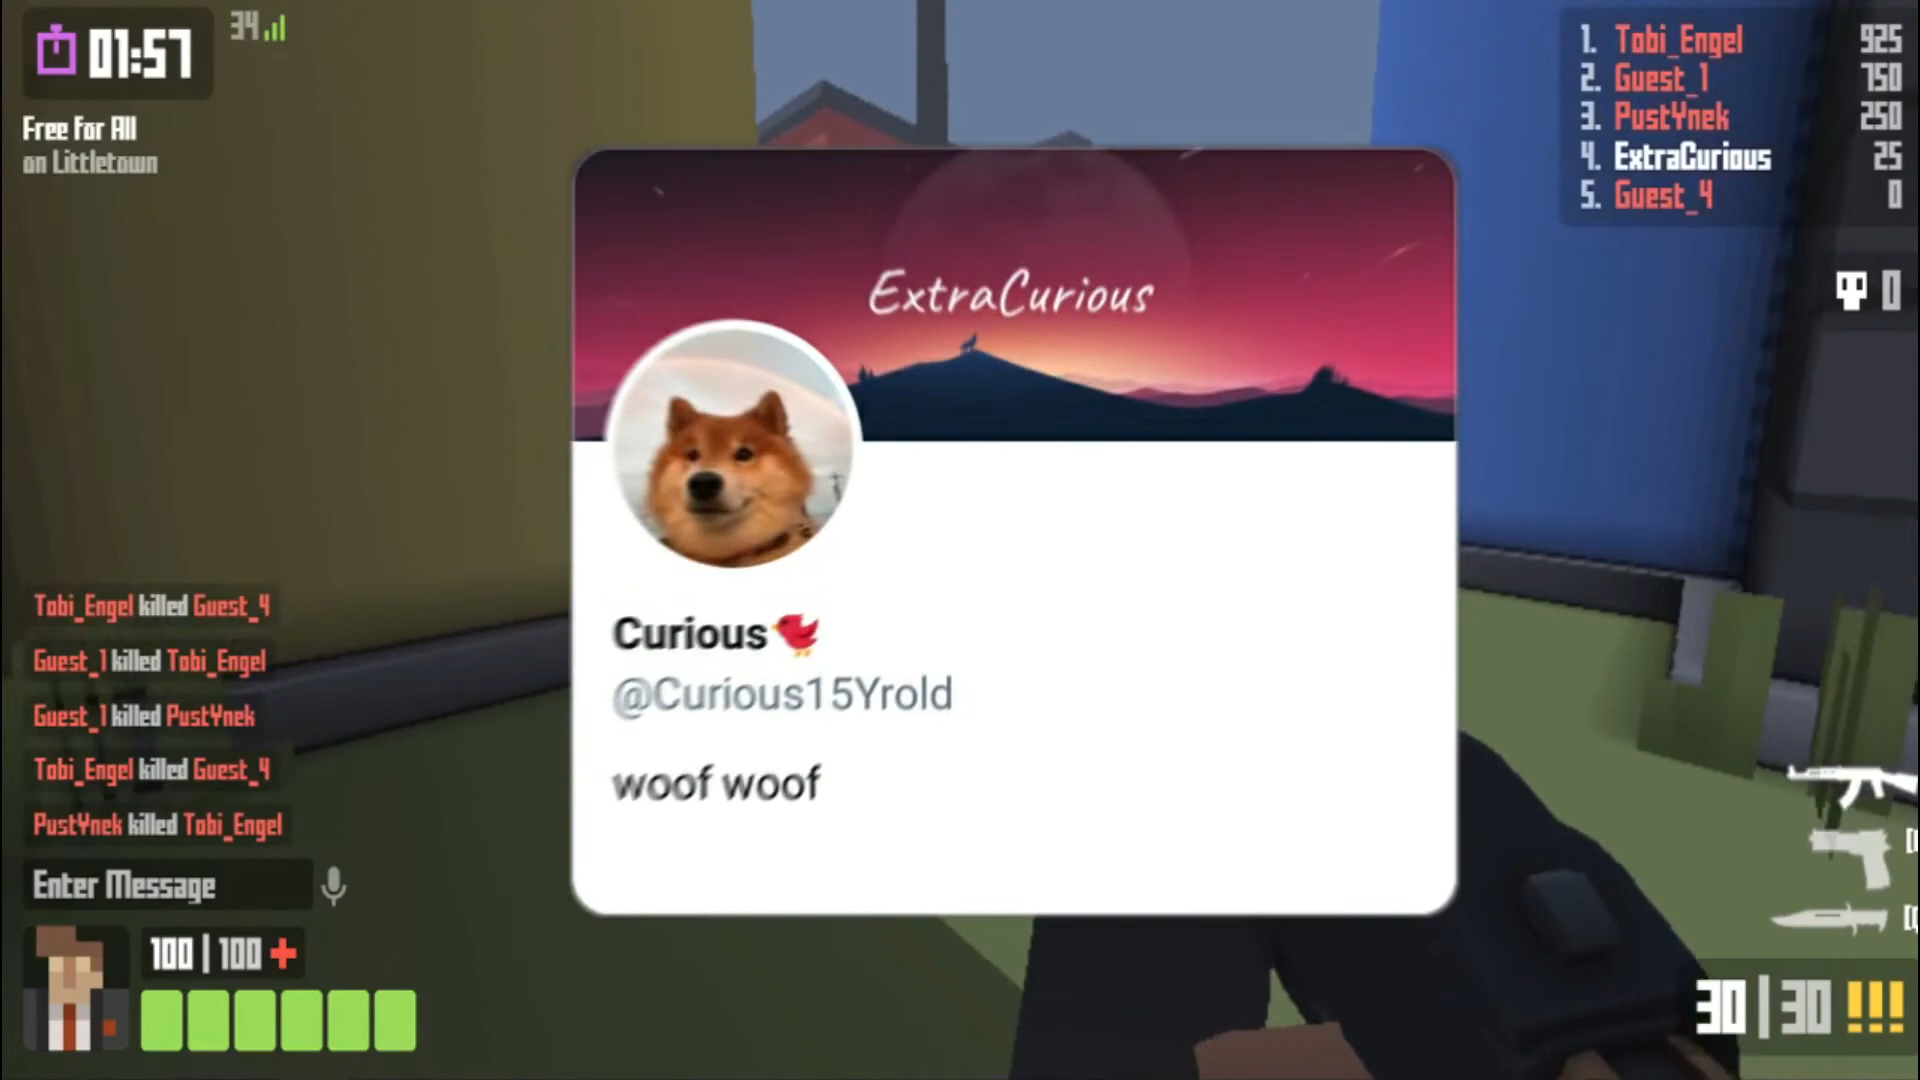 01:57
34
Free For All
on Littletown
1. Tobi_Engel 925
2. Guest_1 750
3. PustYnek 250
4. ExtraCurious 25
5. Guest_4 0
0
ExtraCurious
Curious
@Curious15Yrold
woof woof
Tobi_Engel killed Guest_4
Guest_1 killed Tobi_Engel
Guest_1 killed PustYnek
Tobi_Engel killed Guest_4
PustYnek killed Tobi_Engel
Enter Message
100 | 100
30 | 30 !!!